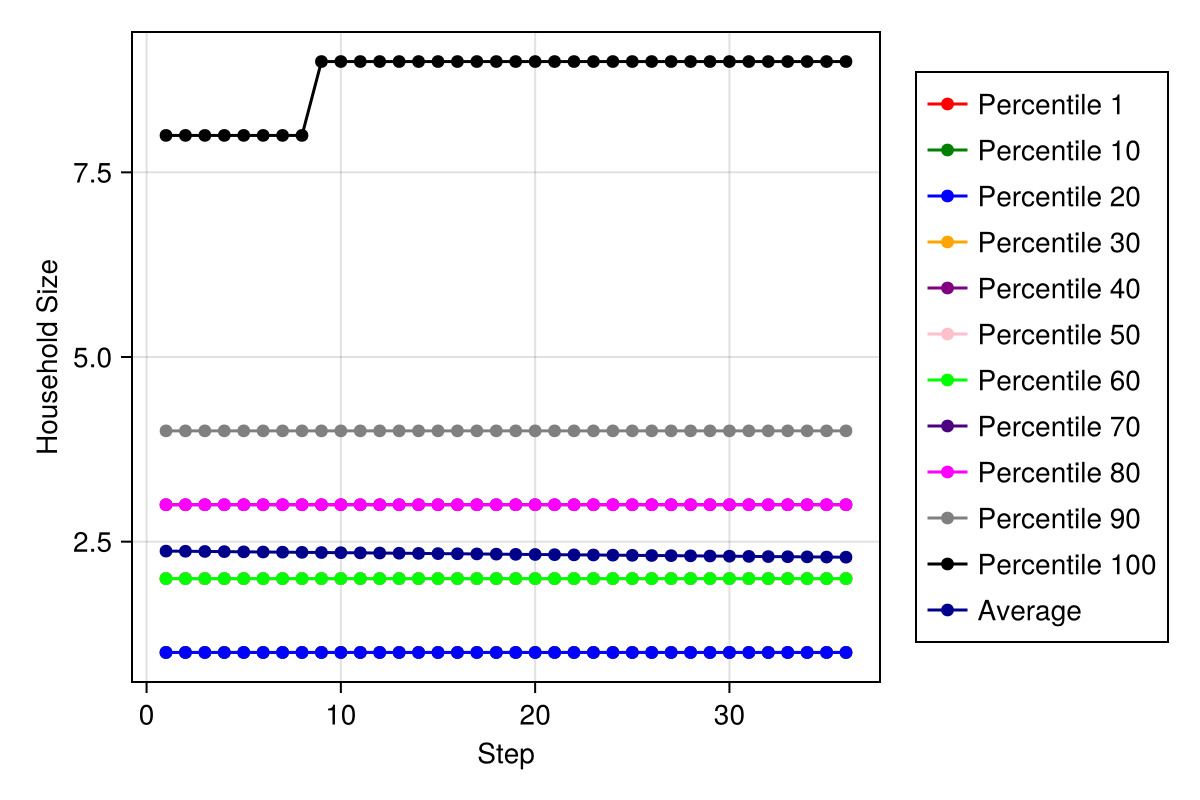 Household Size
7.5
5.0
2.5
0
10
20
30
Step
Percentile 1
Percentile 10
Percentile 20
Percentile 30
Percentile 40
Percentile 50
Percentile 60
Percentile 70
Percentile 80
Percentile 90
Percentile 100
Average